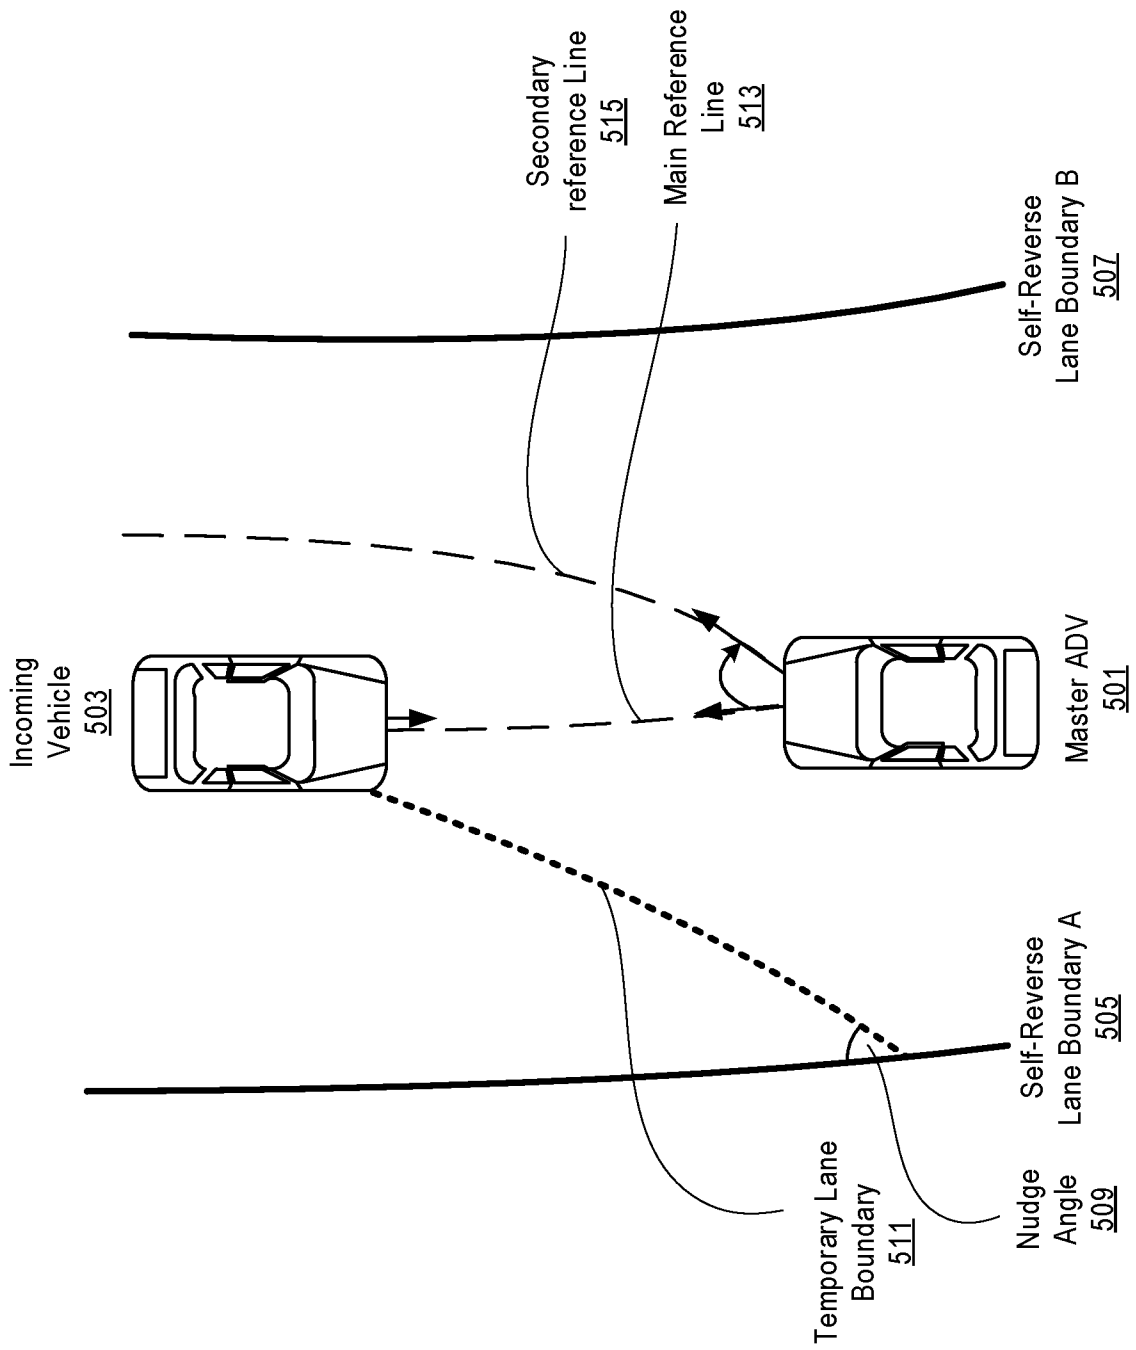 Secondary
reference Line
515
Main Reference
Line
513
Incoming
Vehicle
503
Self-Reverse
Lane Boundary B
507
Master ADV
501
Self-Reverse
Lane Boundary A
505
Temporary Lane
Boundary
511
Nudge
Angle
509